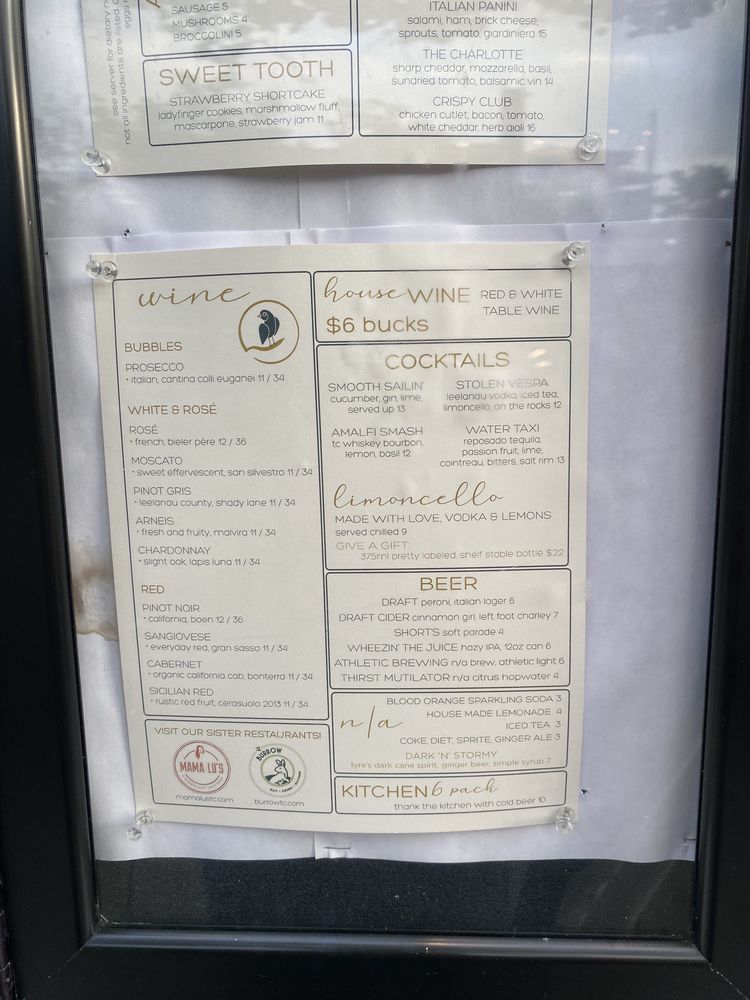 see server for dietary n
not all ingredients are listed.
eggs
SAUSAGE 5
MUSHROOMS 4
BROCCOLINI 5
SWEET TOOTH
STRAWBERRY SHORTCAKE
ladyfinger cookies, marshmallow fluff,
mascarpone, strawberry jam 11
ITALIAN PANINI
salami, ham, brick cheese,
sprouts, tomato, giardiniera 15
THE CHARLOTTE
sharp cheddar, mozzarella, basil,
sundried tomato, balsamic vin 14
CRISPY CLUB
chicken cutlet, bacon, tomato,
white cheddar, herb aioli 16
wine
BUBBLES
PROSECCO
• italian, cantina colli euganei 11 / 34
WHITE & ROSÉ
ROSÉ
• french, bieler père 12 / 36
MOSCATO
• sweet effervescent, san silvestro 11 / 34
PINOT GRIS
• leelanau county, shady lane 11 / 34
ARNEIS
• fresh and fruity, malvira 11 / 34
CHARDONNAY
• slight oak, lapis luna 11 / 34
RED
PINOT NOIR
• california, boen 12 / 36
SANGIOVESE
• everyday red, gran sasso 11 / 34
CABERNET
• organic california cab, bonterra 11 / 34
SICILIAN RED
• rustic red fruit, cerasuolo 2013 11 / 34
VISIT OUR SISTER RESTAURANTS!
MAMA LU'S
mamalustc.com
THE BURROW
EAT • DRINK • GATHER
burrowtc.com
house WINE RED & WHITE
TABLE WINE
$6 bucks
COCKTAILS
SMOOTH SAILIN'
cucumber, gin, lime,
served up 13
STOLEN VESPA
leelanau vodka, iced tea,
limoncello, on the rocks 12
AMALFI SMASH
tc whiskey bourbon,
lemon, basil 12
WATER TAXI
reposado tequila,
passion fruit, lime,
cointreau, bitters, salt rim 13
limoncello
MADE WITH LOVE, VODKA & LEMONS
served chilled 9
GIVE A GIFT:
375ml pretty labeled, shelf stable bottle $22
BEER
DRAFT peroni, italian lager 6
DRAFT CIDER cinnamon girl, left foot charley 7
SHORT'S soft parade 4
WHEEZIN' THE JUICE hazy IPA, 12oz can 6
ATHLETIC BREWING n/a brew, athletic light 6
THIRST MUTILATOR n/a citrus hopwater 4
n/a
BLOOD ORANGE SPARKLING SODA 3
HOUSE MADE LEMONADE 4
ICED TEA 3
COKE, DIET, SPRITE, GINGER ALE 3
DARK 'N' STORMY
lyre's dark cane spirit, ginger beer, simple syrup 7
KITCHEN 6 pack
thank the kitchen with cold beer 10